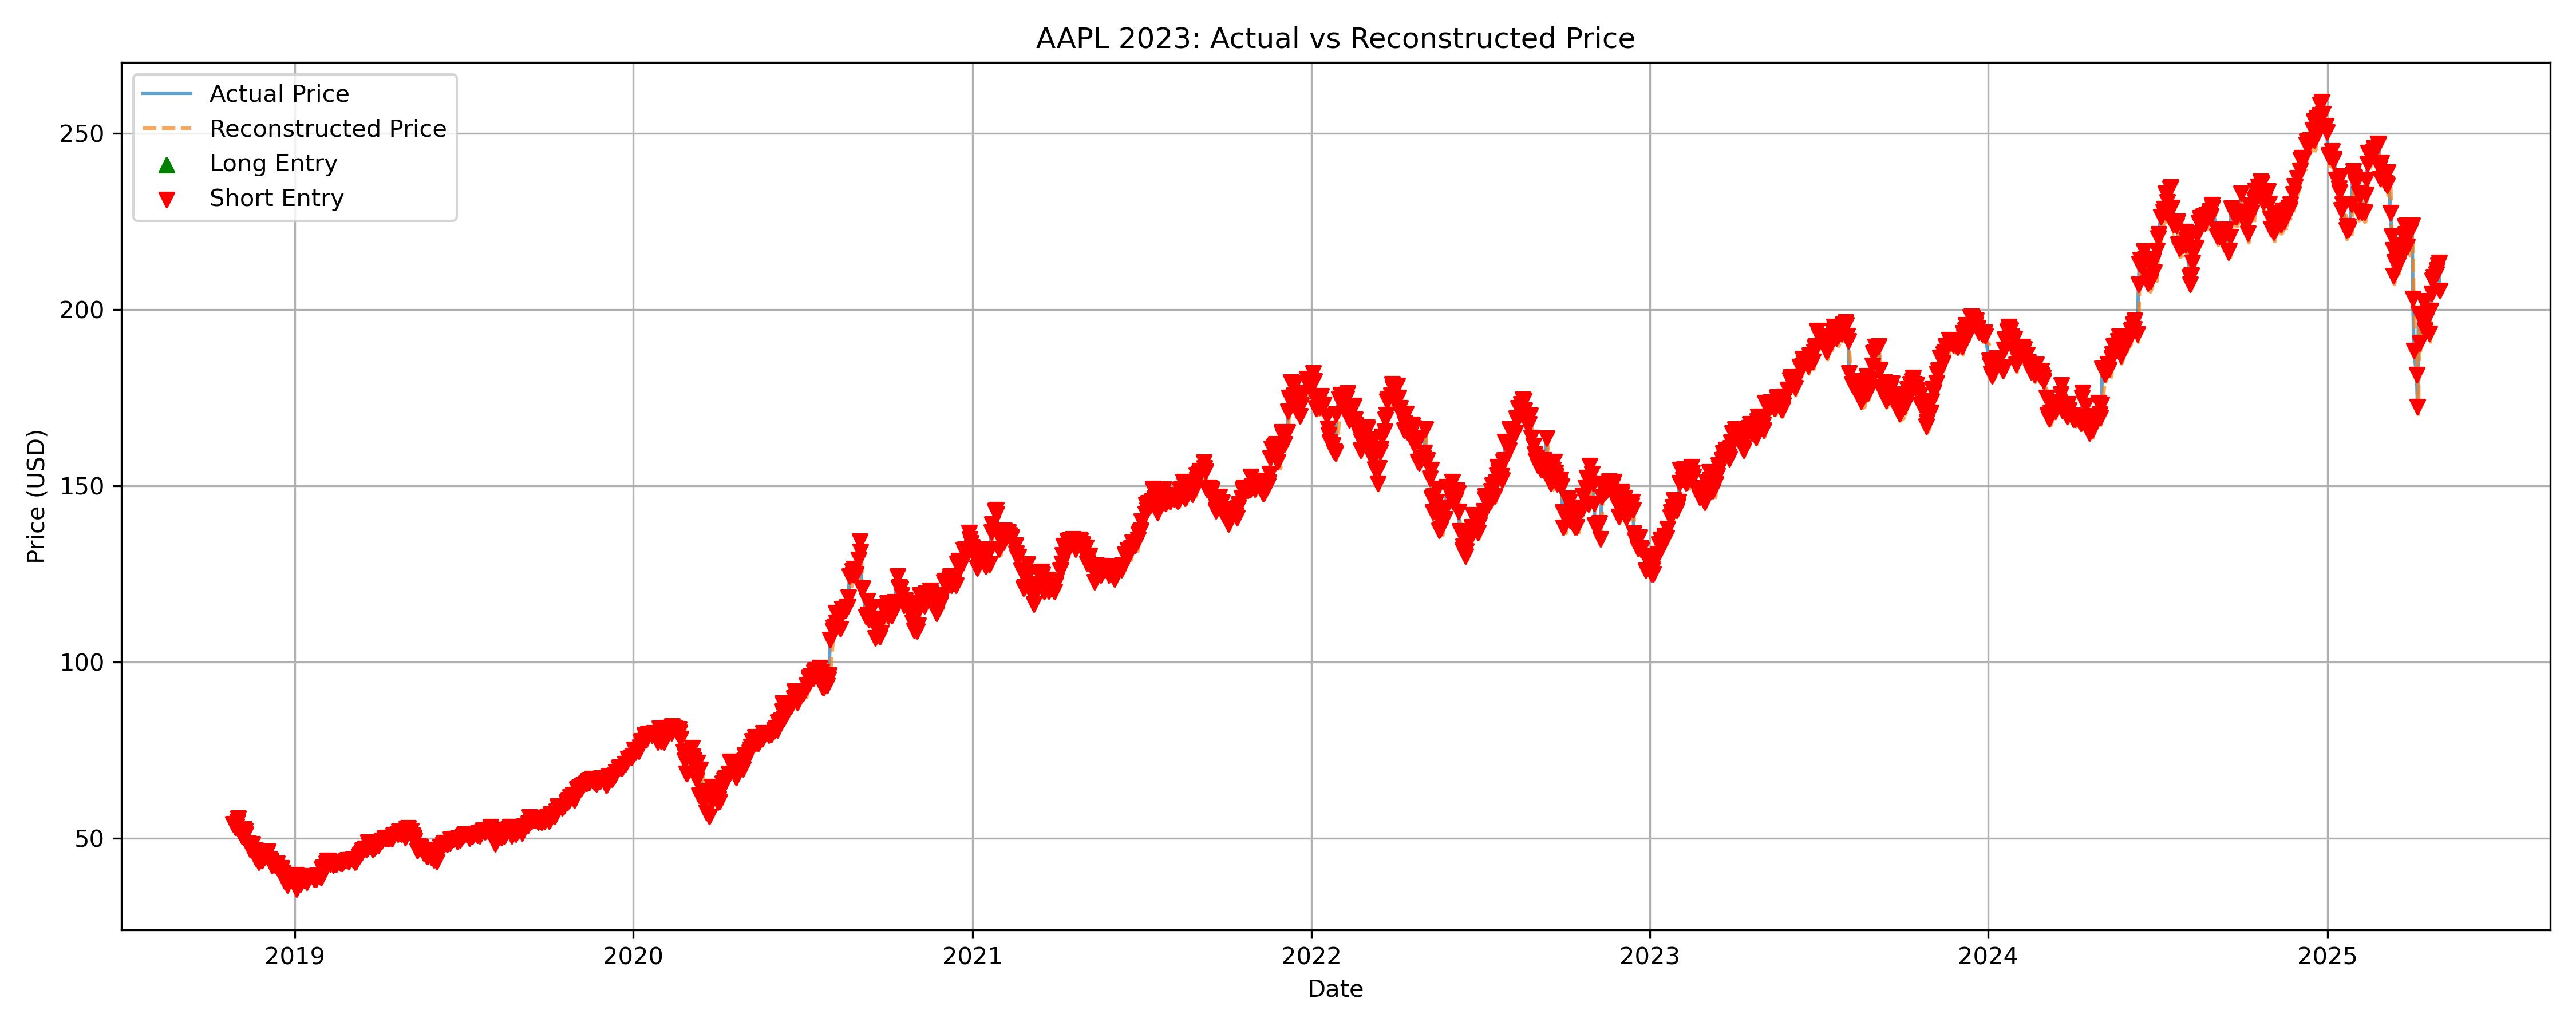 AAPL 2023: Actual vs Reconstructed Price
Actual Price
Reconstructed Price
Long Entry
Short Entry
Price (USD)
250
200
150
100
50
2019 2020 2021 2022 2023 2024 2025
Date